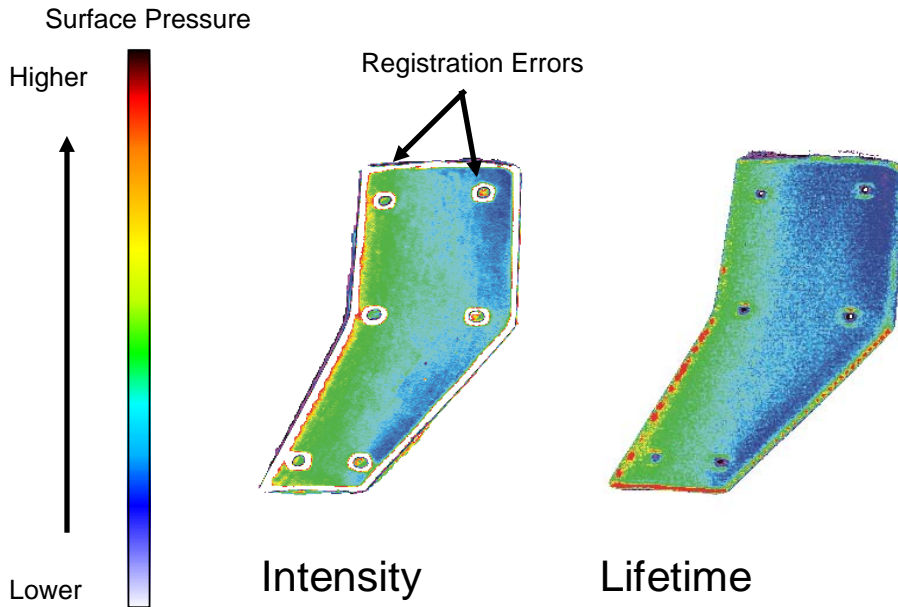 Surface Pressure
Higher
Registration Errors
Lower
Intensity
Lifetime